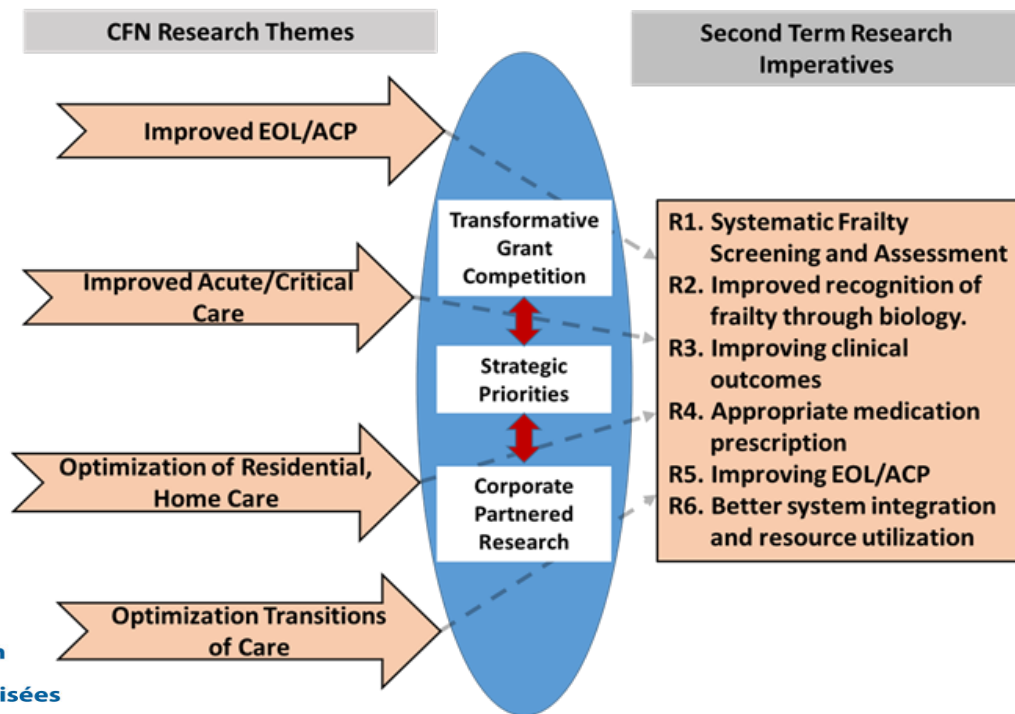 CFN Research Themes
Second Term Research
Imperatives
Improved EOL/ACP
Improved Acute/Critical
Care
Optimization of Residential,
Home Care
Optimization Transitions
of Care
Transformative
Grant
Competition
Strategic
Priorities
Corporate
Partnered
Research
R1. Systematic Frailty
Screening and Assessment
R2. Improved recognition of
frailty through biology.
R3. Improving clinical
outcomes
R4. Appropriate medication
prescription
R5. Improving EOL/ACP
R6. Better system integration
and resource utilization